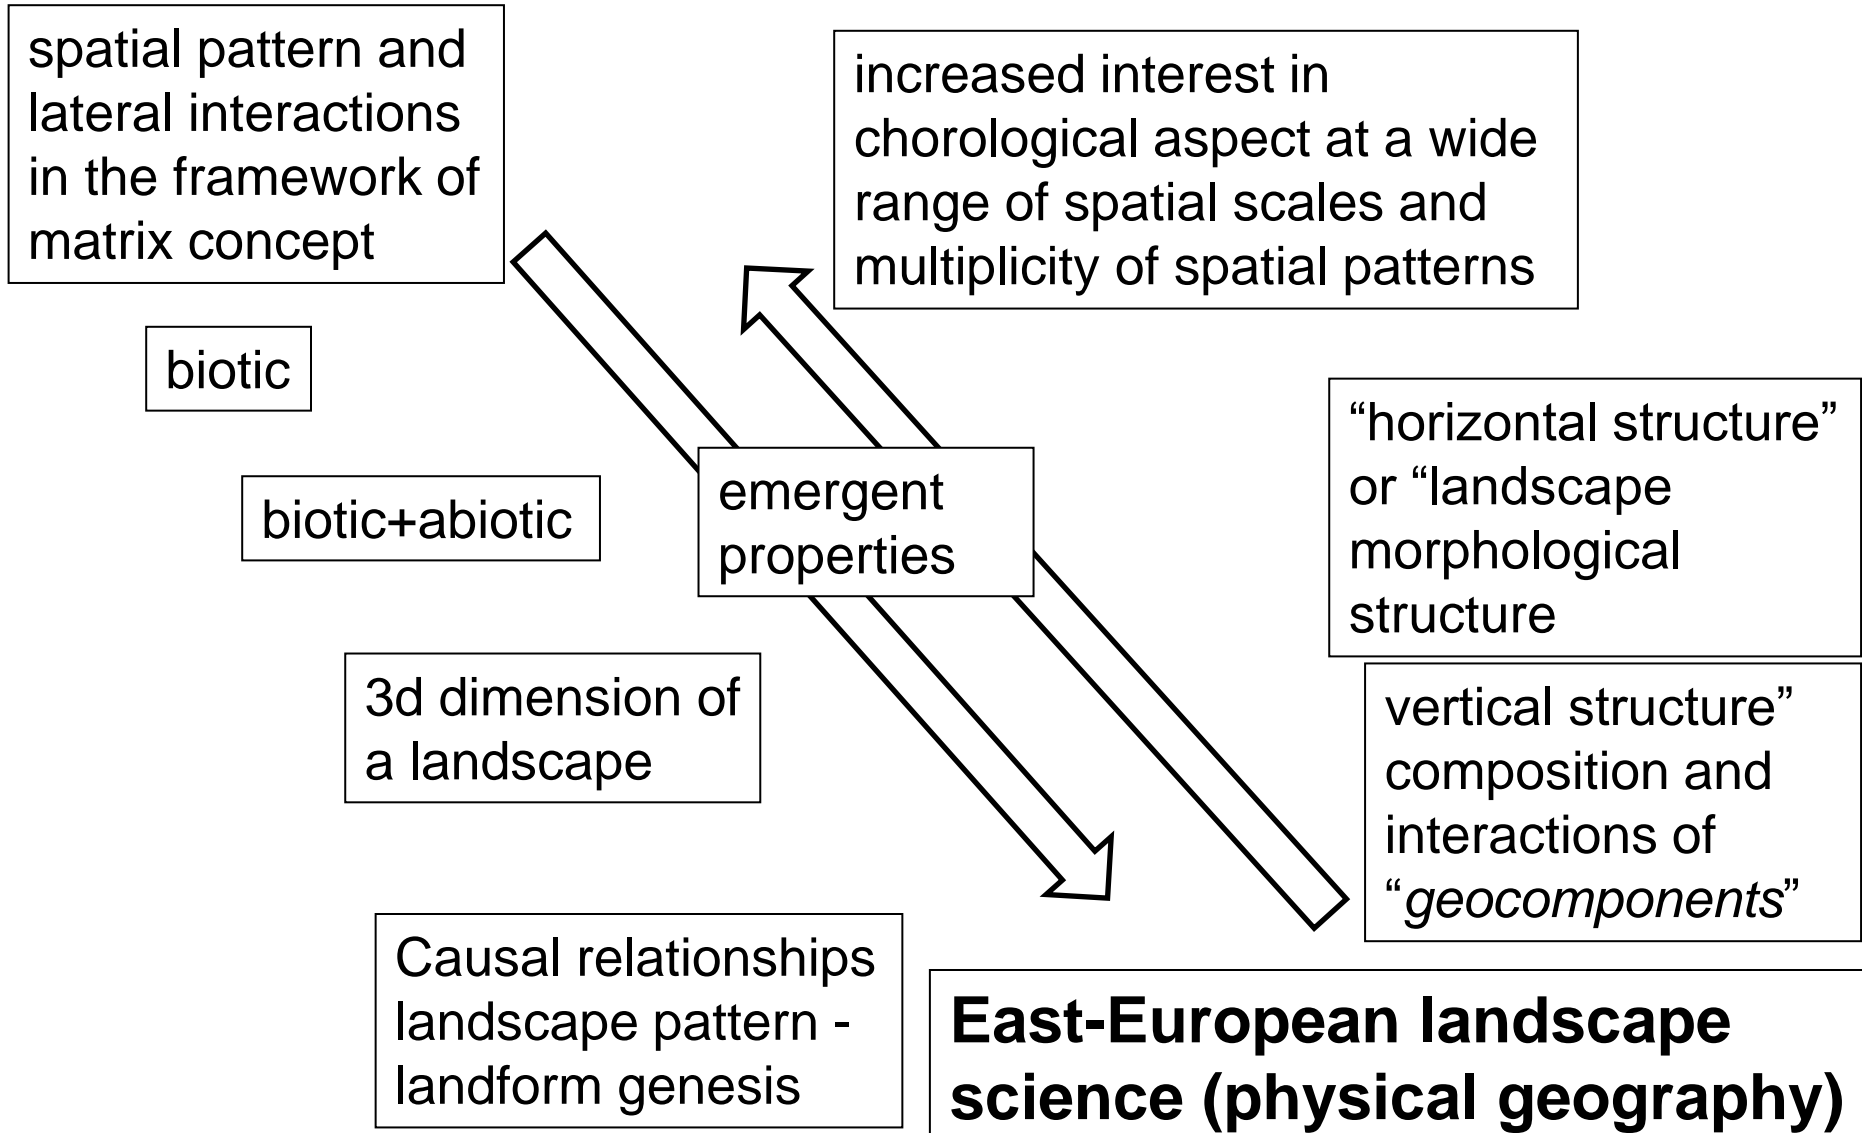 spatial pattern and
lateral interactions
in the framework of
matrix concept
increased interest in
chorological aspect at a wide
range of spatial scales and
multiplicity of spatial patterns
biotic
“horizontal structure”
or “landscape
morphological
structure
biotic+abiotic
emergent
properties
3d dimension of
a landscape
vertical structure”
composition and
interactions of
“geocomponents”
Causal relationships
landscape pattern -
landform genesis
East-European landscape
science (physical geography)